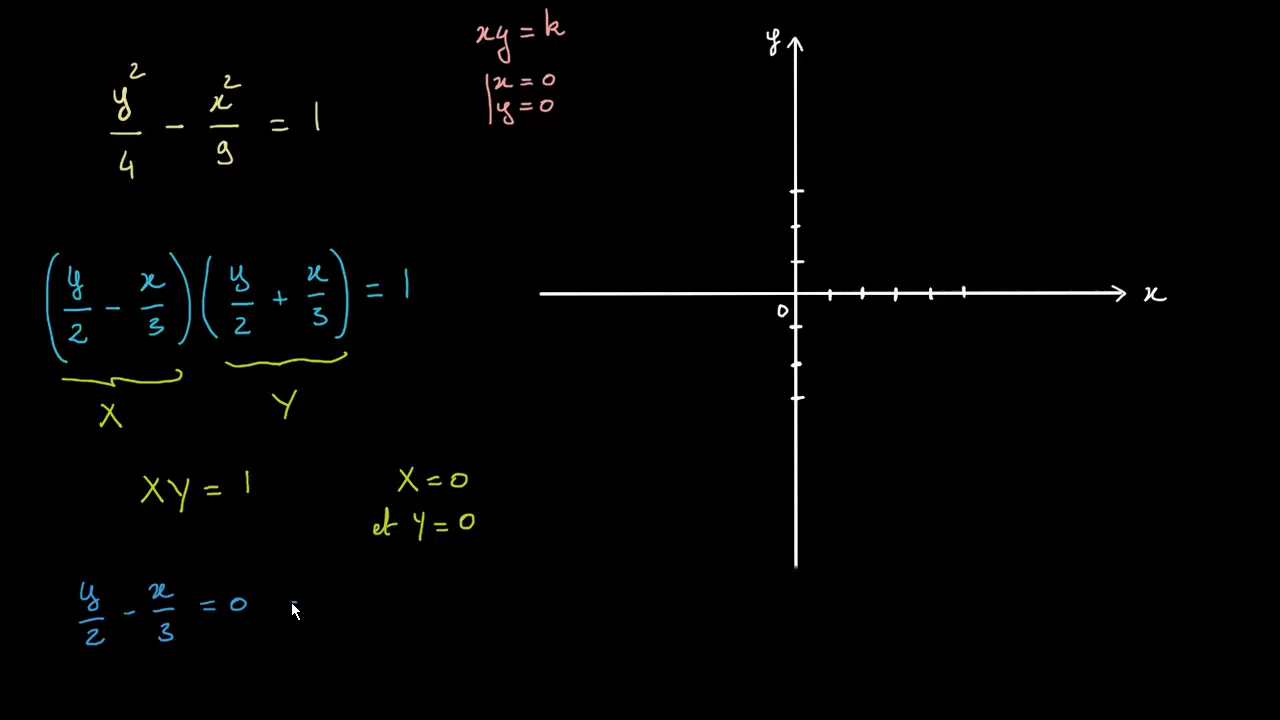 y²/4 - x²/9 = 1
(y/2 - x/3)(y/2 + x/3) = 1
X Y
XY = 1
X = 0
et Y = 0
y/2 - x/3 = 0 =
xy = k
x = 0
y = 0
y
0
x